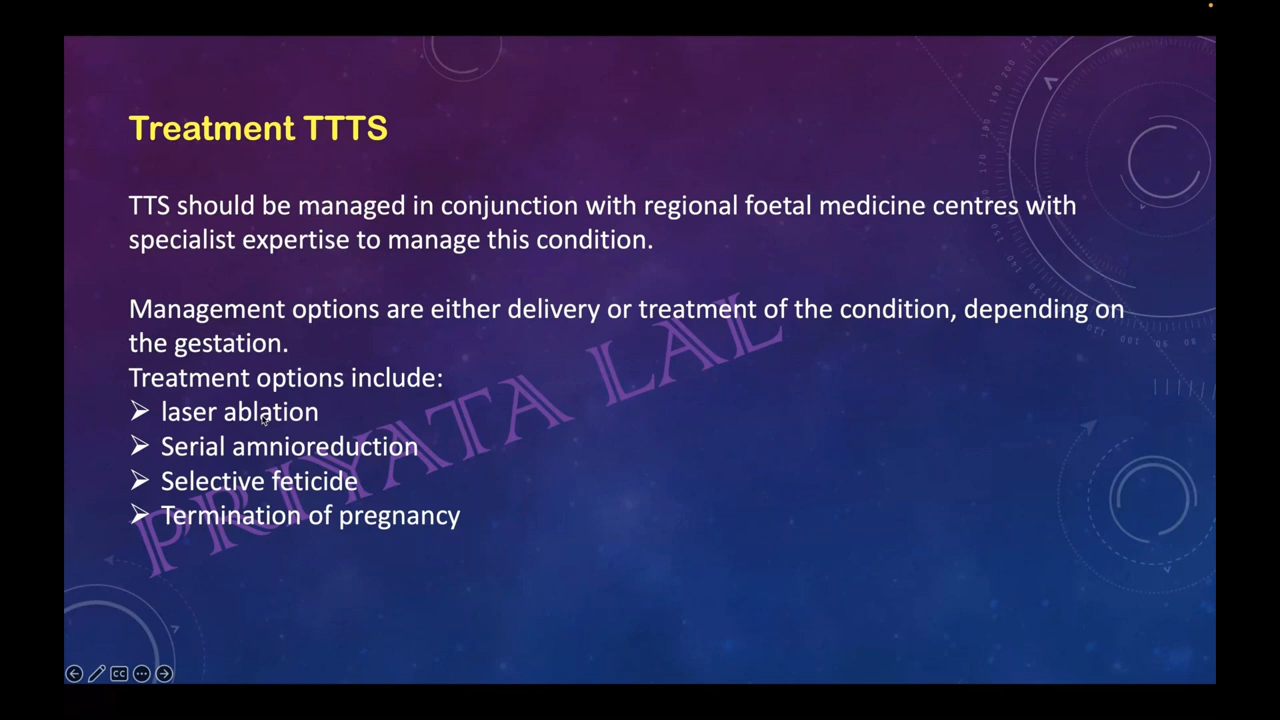 Treatment TTTS
TTS should be managed in conjunction with regional foetal medicine centres with
specialist expertise to manage this condition.
Management options are either delivery or treatment of the condition, depending on
the gestation.
Treatment options include:
➢ laser ablation
➢ Serial amnioreduction
➢ Selective feticide
➢ Termination of pregnancy
PRIYATA LAL
CC